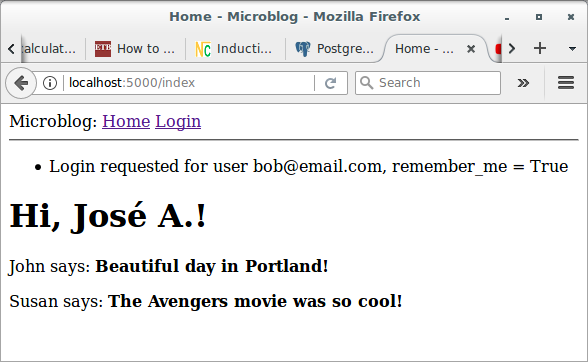 Home - Microblog - Mozilla Firefox
alculat...
How to ...
Inducti...
Postgre...
Home - ...
localhost:5000/index
Search
Microblog: Home Login
Login requested for user bob@email.com, remember_me = True
Hi, José A.!
John says: Beautiful day in Portland!
Susan says: The Avengers movie was so cool!